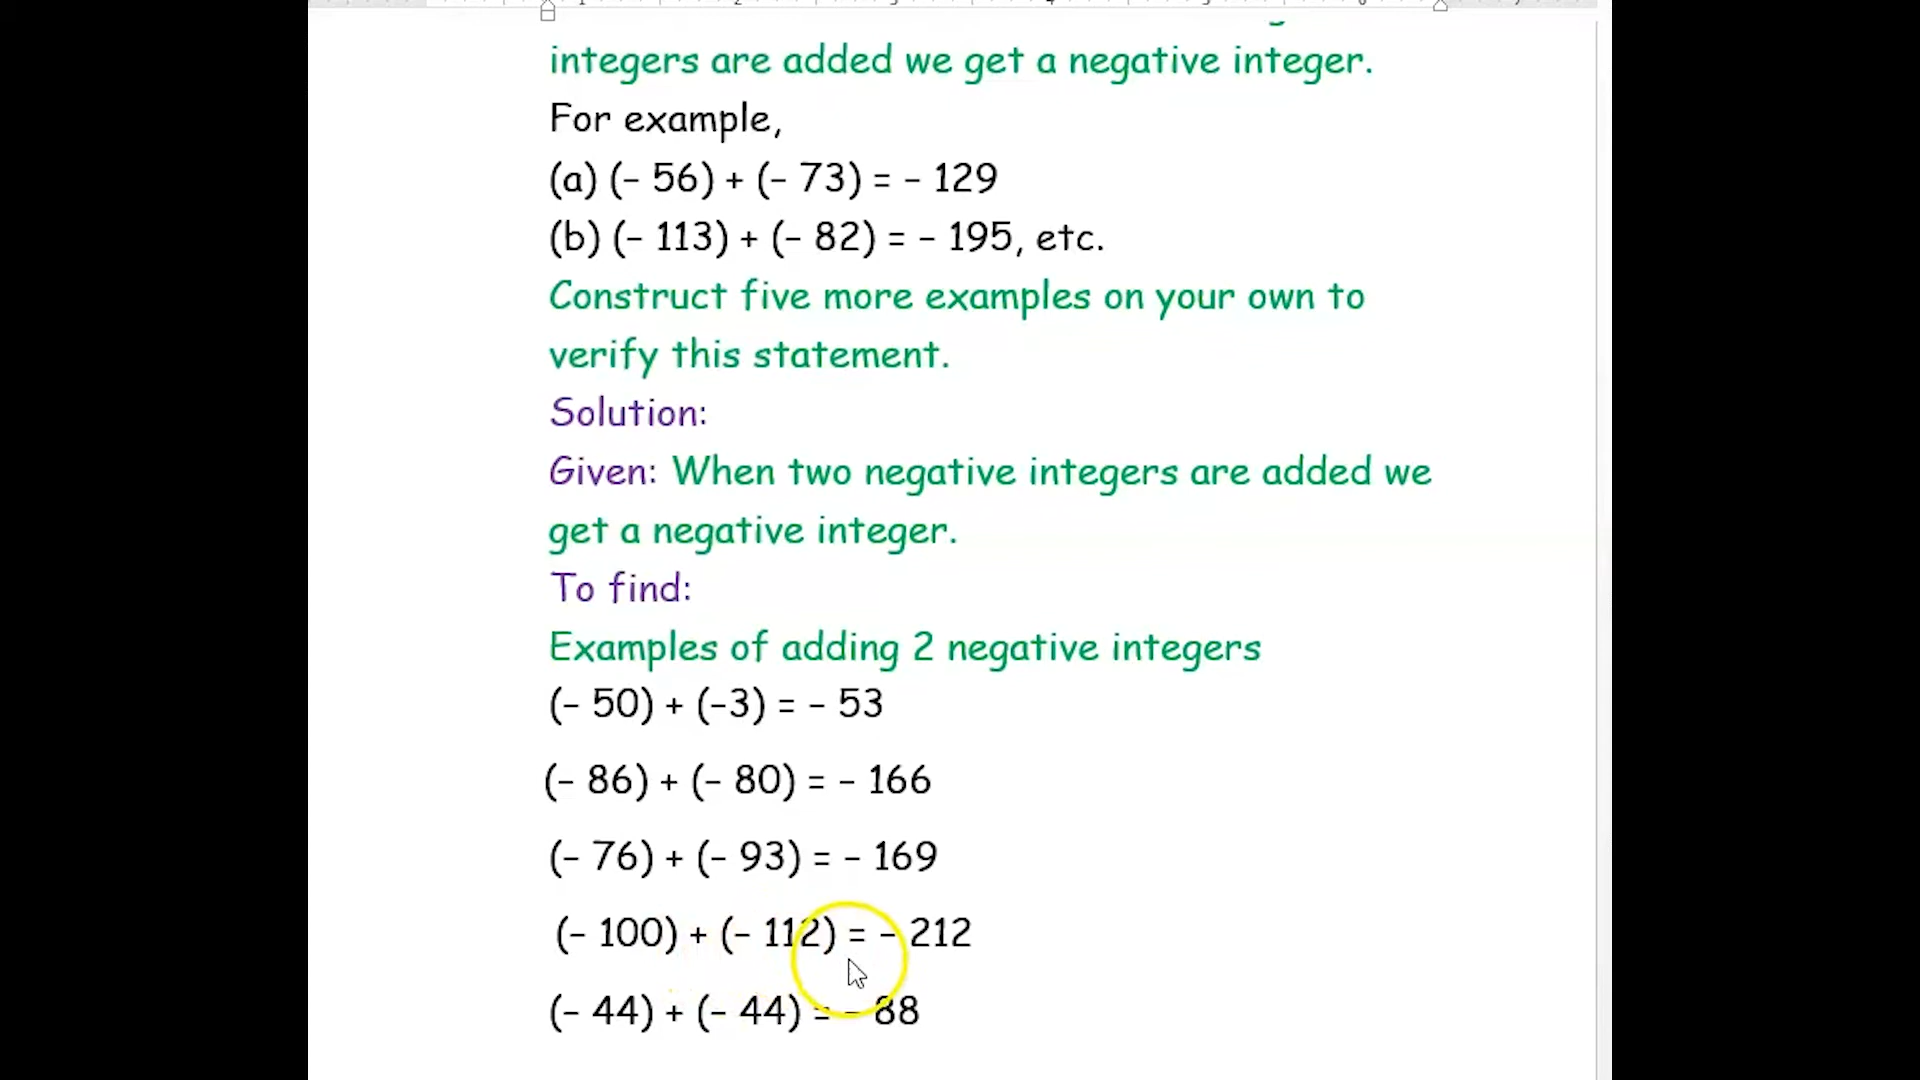 integers are added we get a negative integer.
For example,
(a) (- 56) + (- 73) = - 129
(b) (- 113) + (- 82) = - 195, etc.
Construct five more examples on your own to
verify this statement.
Solution:
Given: When two negative integers are added we
get a negative integer.
To find:
Examples of adding 2 negative integers
(- 50) + (-3) = - 53
(- 86) + (- 80) = - 166
(- 76) + (- 93) = - 169
(- 100) + (- 112) = - 212
(- 44) + (- 44) = - 88